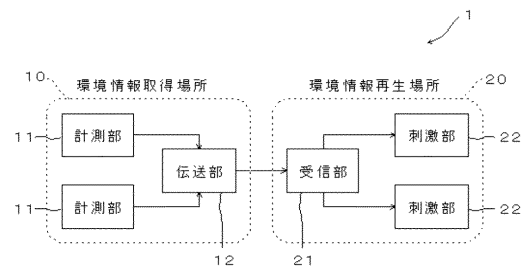 1
10
環境情報取得場所
環境情報再生場所
20
11
計測部
刺激部
22
伝送部
受信部
11
計測部
刺激部
22
12
21